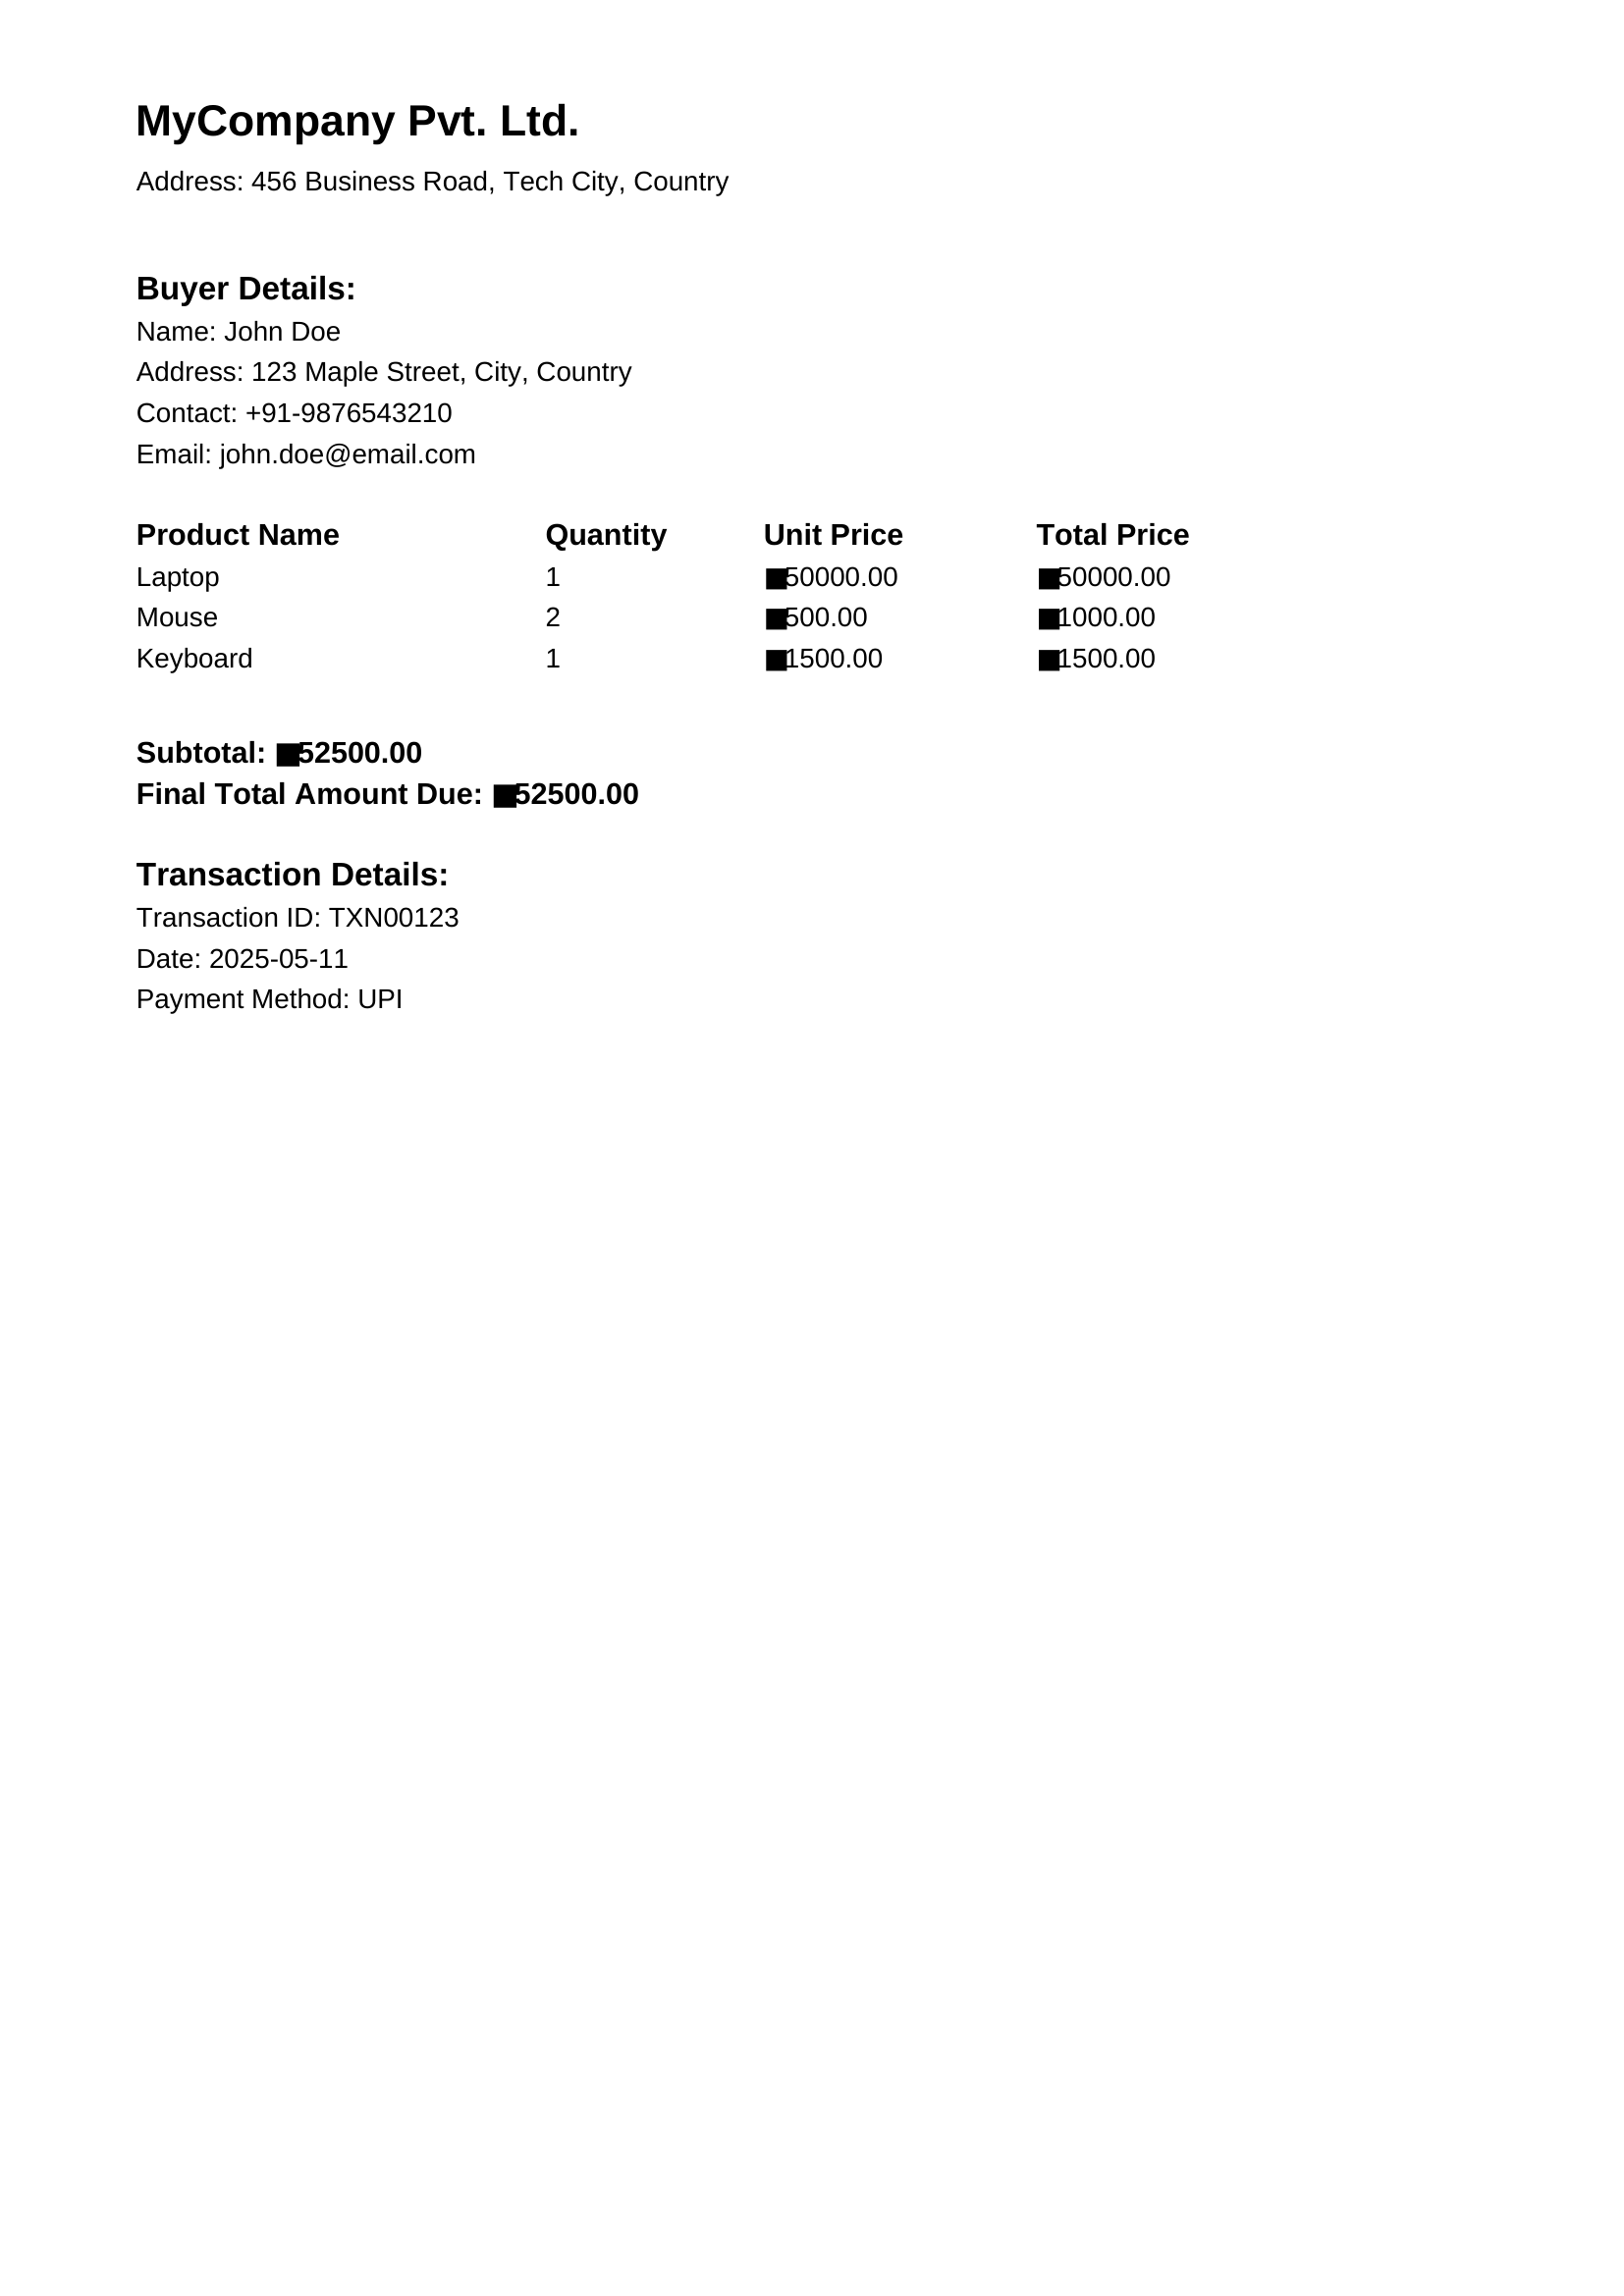 MyCompany Pvt. Ltd.
Address: 456 Business Road, Tech City, Country
Buyer Details:
Name: John Doe
Address: 123 Maple Street, City, Country
Contact: +91-9876543210
Email: john.doe@email.com
Product Name Quantity Unit Price Total Price
Laptop 1 ■50000.00 ■50000.00
Mouse 2 ■500.00 ■1000.00
Keyboard 1 ■1500.00 ■1500.00
Subtotal: ■52500.00
Final Total Amount Due: ■52500.00
Transaction Details:
Transaction ID: TXN00123
Date: 2025-05-11
Payment Method: UPI